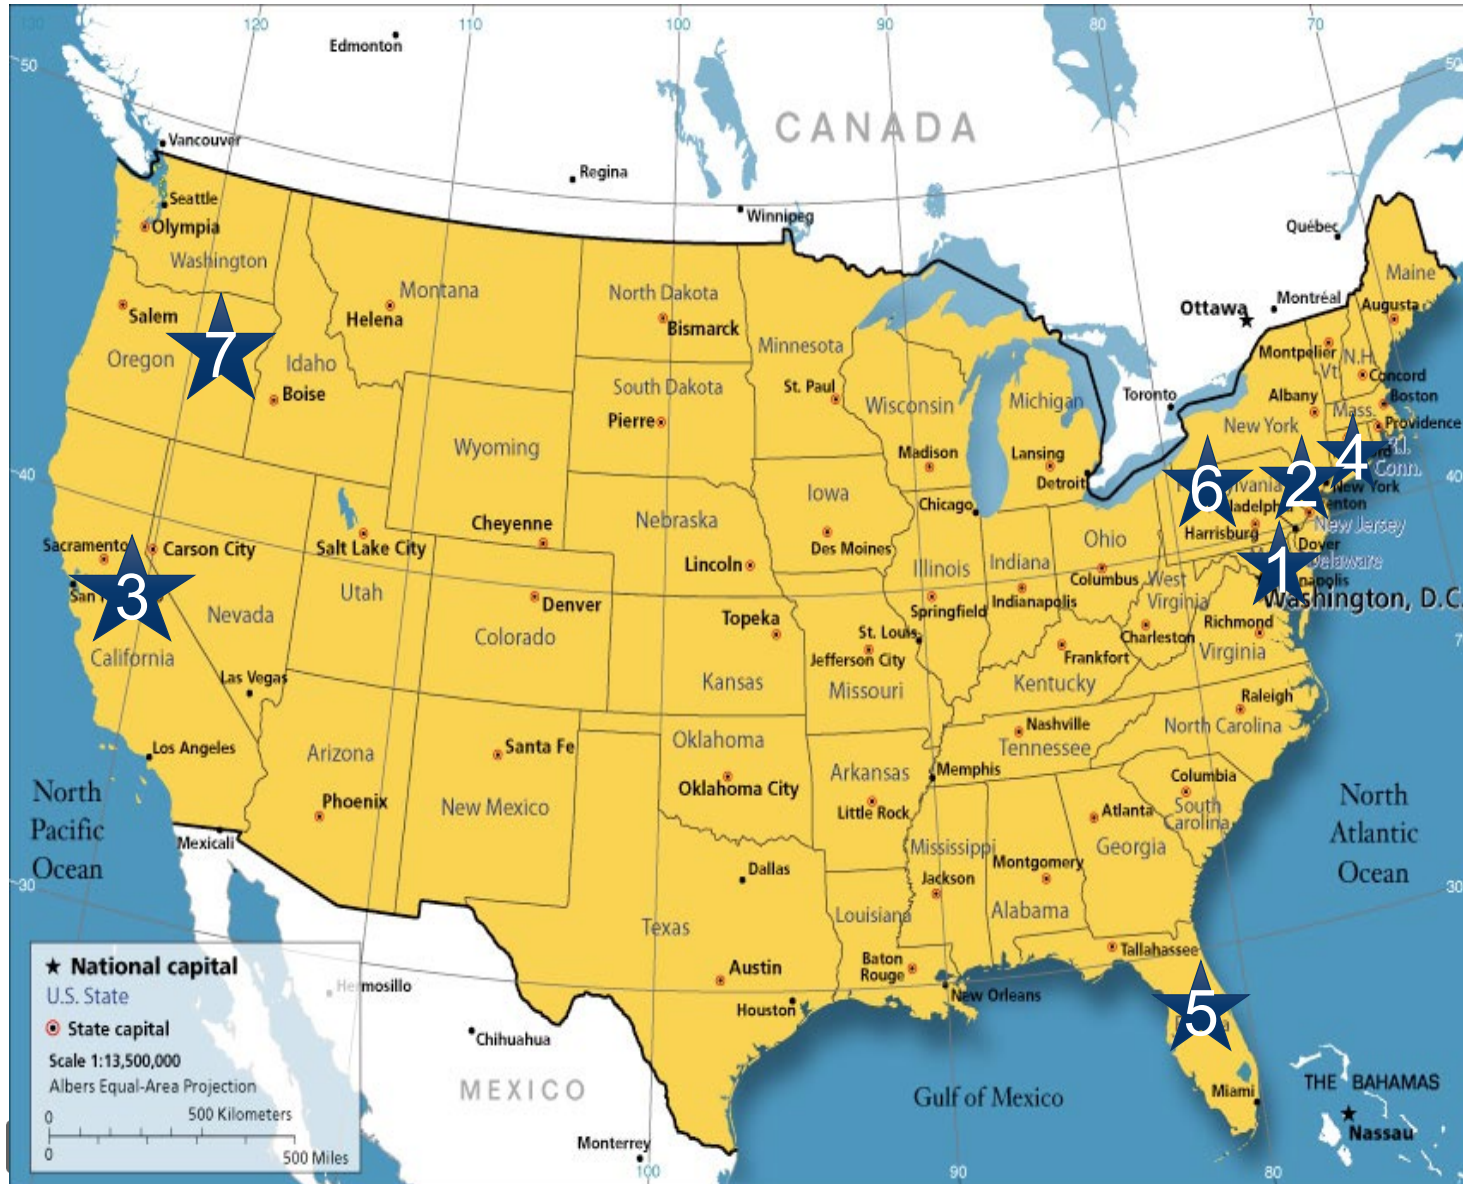 130
120
110
100
90
80
70
50
50
Edmonton
CANADA
Vancouver
Regina
Winnipeg
Québec
Seattle
Olympia
Washington
Montana
Helena
North Dakota
Bismarck
Minnesota
St. Paul
Maine
Augusta
Ottawa
Montréal
Montpelier
Vt.
N.H.
Concord
Salem
Oregon
7
Idaho
Boise
South Dakota
Pierre
Wisconsin
Madison
Michigan
Lansing
Detroit
Toronto
Albany
New York
Mass.
Boston
Providence
R.I.
Conn.
4
2
6
40
40
Wyoming
Cheyenne
Nebraska
Lincoln
Iowa
Des Moines
Chicago
Illinois
Springfield
Indiana
Indianapolis
Ohio
Columbus
New York
New Jersey
Harrisburg
Dover
Delaware
1
Washington, D.C.
Sacramento
Carson City
Salt Lake City
3
Nevada
Utah
Denver
Colorado
California
Topeka
Kansas
St. Louis
Jefferson City
Missouri
Frankfort
Kentucky
West
Virginia
Charleston
Richmond
Virginia
Las Vegas
Los Angeles
Arizona
Phoenix
Santa Fe
New Mexico
Oklahoma
Oklahoma City
Arkansas
Little Rock
Memphis
Nashville
Tennessee
Raleigh
North Carolina
Columbia
South
Carolina
Atlanta
Georgia
Mississippi
Jackson
Montgomery
Alabama
North
Pacific
Ocean
North
Atlantic
Ocean
Mexicali
30
30
Dallas
Texas
Austin
Houston
Louisiana
Baton
Rouge
New Orleans
Tallahassee
5
Miami
Gulf of Mexico
THE BAHAMAS
Nassau
Hermosillo
Chihuahua
MEXICO
Monterrey
100
90
80
National capital
U.S. State
State capital
Scale 1:13,500,000
Albers Equal-Area Projection
0 500 Kilometers
0 500 Miles